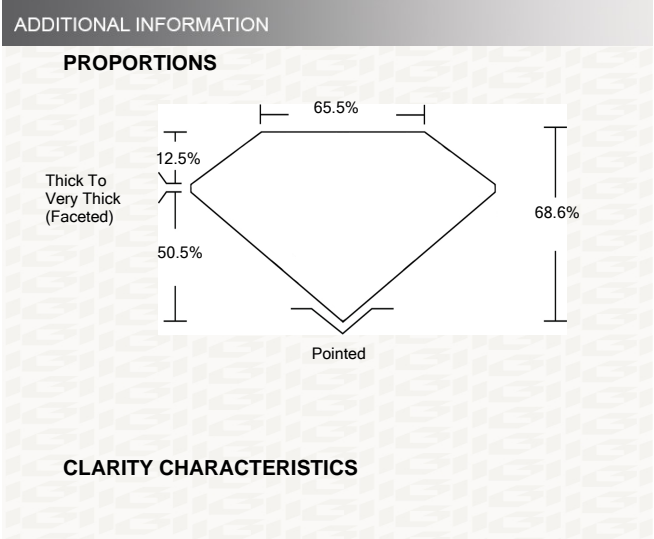 ADDITIONAL INFORMATION
PROPORTIONS
65.5%
12.5%
Thick To
Very Thick
(Faceted)
68.6%
50.5%
Pointed
CLARITY CHARACTERISTICS